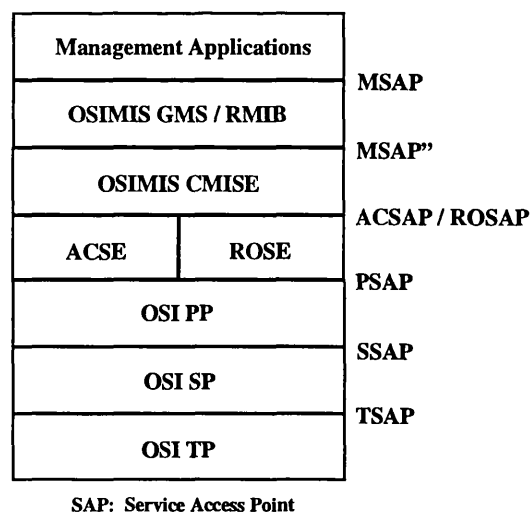 Management Applications
MSAP
OSIMIS GMS / RMIB
MSAP”
OSIMIS CMISE
ACSAP / ROSAP
ACSE ROSE
PSAP
OSI PP
SSAP
OSI SP
TSAP
OSI TP
SAP: Service Access Point